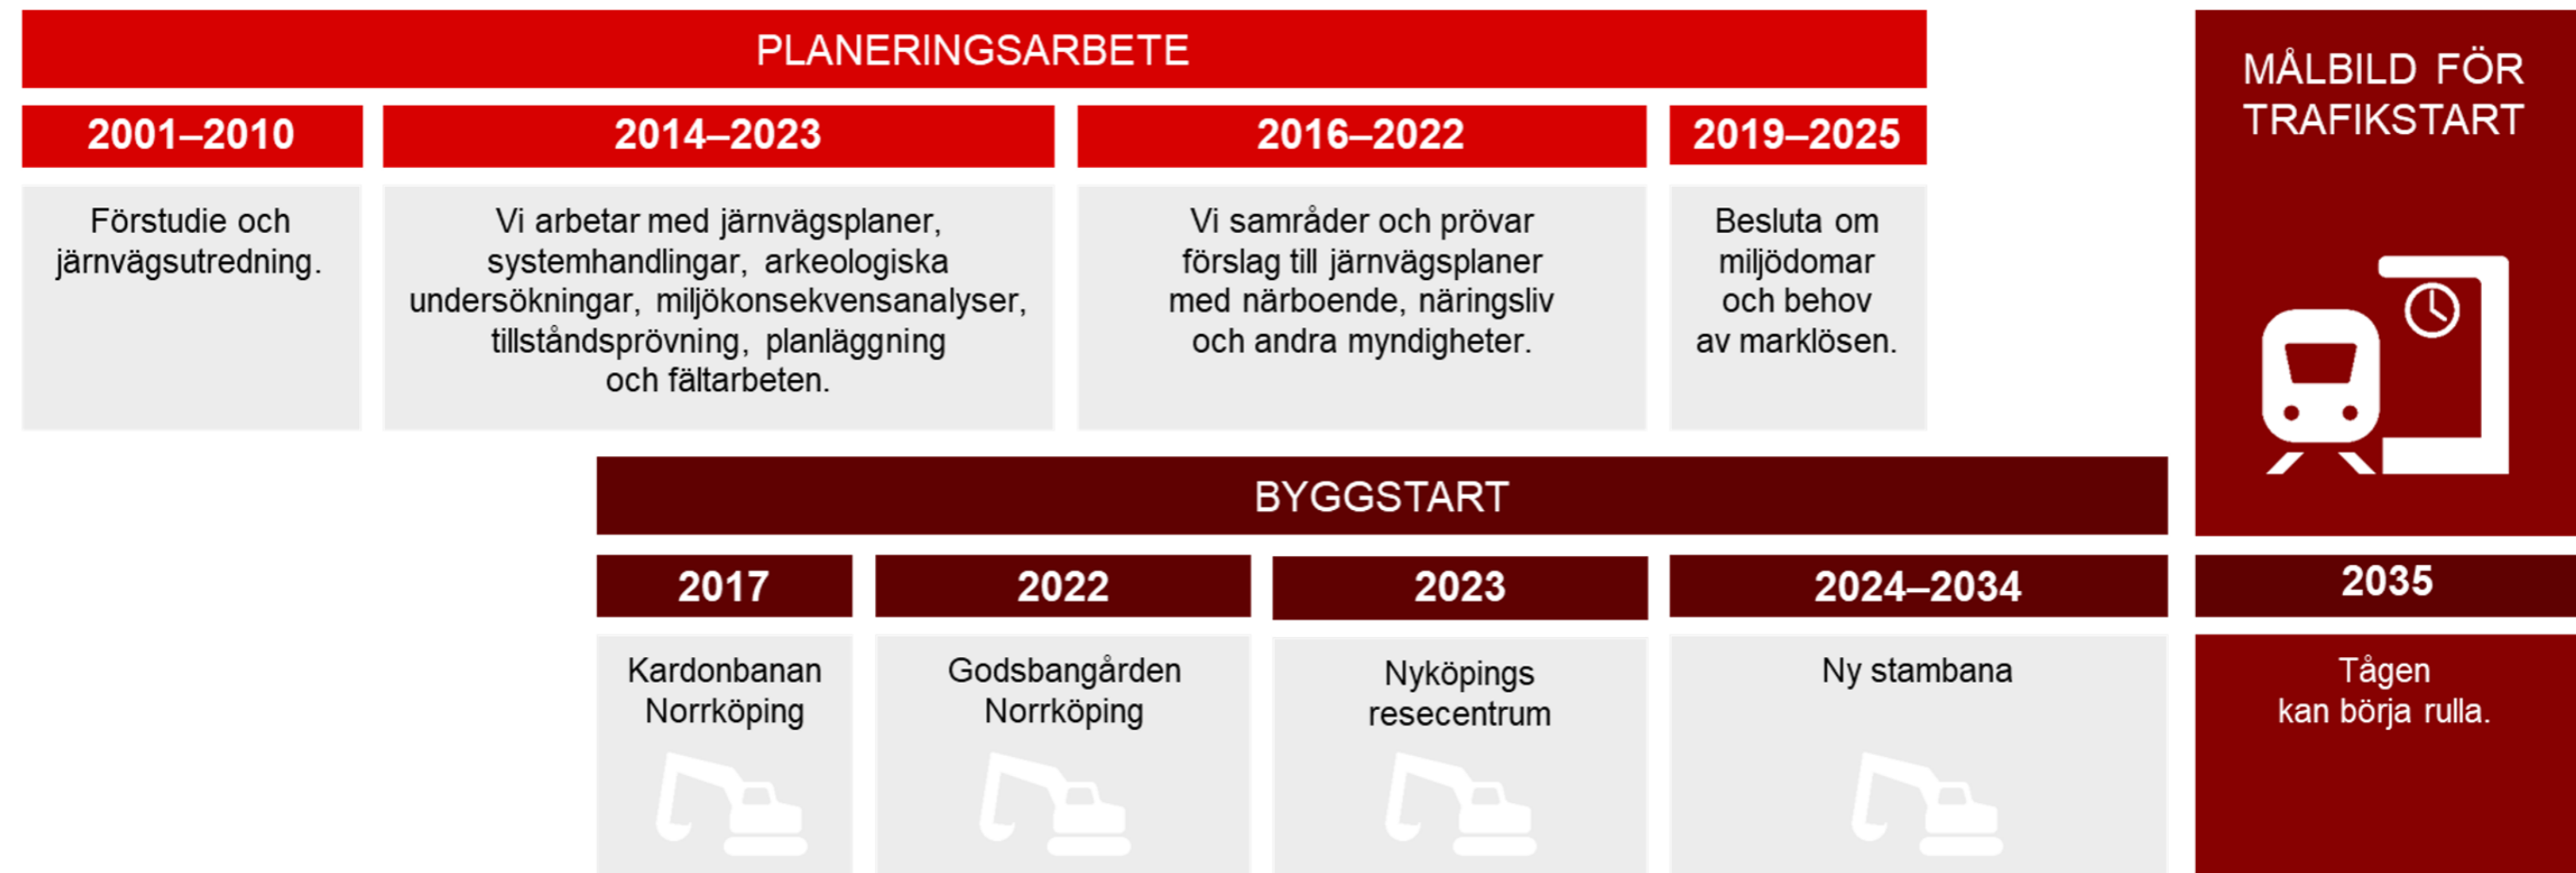 PLANERINGSARBETE
2001–2010
Förstudie och
järnvägsutredning.
2014–2023
Vi arbetar med järnvägsplaner,
systemhandlingar, arkeologiska
undersökningar, miljökonsekvensanalyser,
tillståndsprövning, planläggning
och fältarbeten.
2016–2022
Vi samråder och prövar
förslag till järnvägsplaner
med närboende, näringsliv
och andra myndigheter.
2019–2025
Besluta om
miljödomar
och behov
av marklösen.
BYGGSTART
2017
Kardonbanan
Norrköping
2022
Godsbangården
Norrköping
2023
Nyköpings
resecentrum
2024–2034
Ny stambana
MÅLBILD FÖR
TRAFIKSTART
2035
Tågen
kan börja rulla.